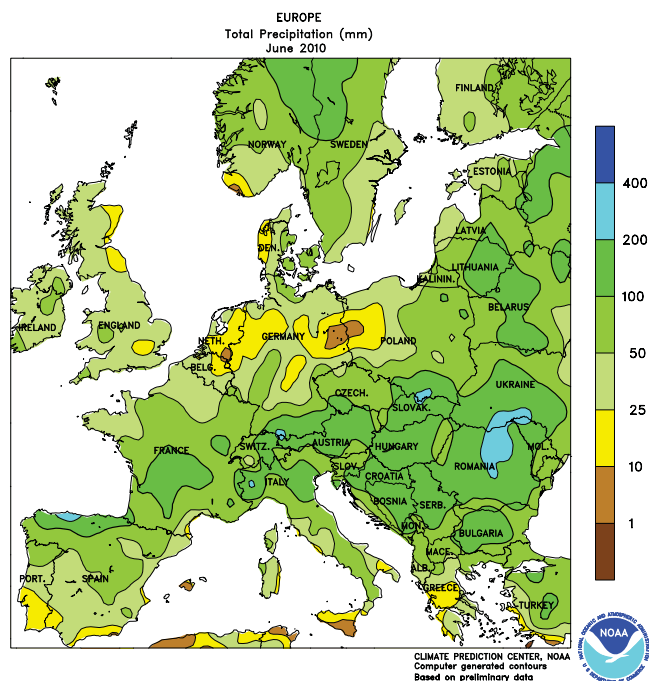 EUROPE
Total Precipitation (mm)
June 2010
FINLAND
NORWAY
SWEDEN
ESTONIA
LATVIA
DEN.
LITHUANIA
KALININ.
BELARUS
IRELAND
ENGLAND
NETH.
GERMANY
POLAND
BELG.
CZECH.
UKRAINE
SLOVAK.
FRANCE
SWITZ.
AUSTRIA
HUNGARY
MOL.
SLOV.
ROMANIA
ITALY
CROATIA
BOSNIA
SERB.
MON.
BULGARIA
MACE.
ALB.
PORT.
SPAIN
GREECE
TURKEY
400
200
100
50
25
10
1
NOAA
CLIMATE PREDICTION CENTER, NOAA
Computer generated contours
Based on preliminary data